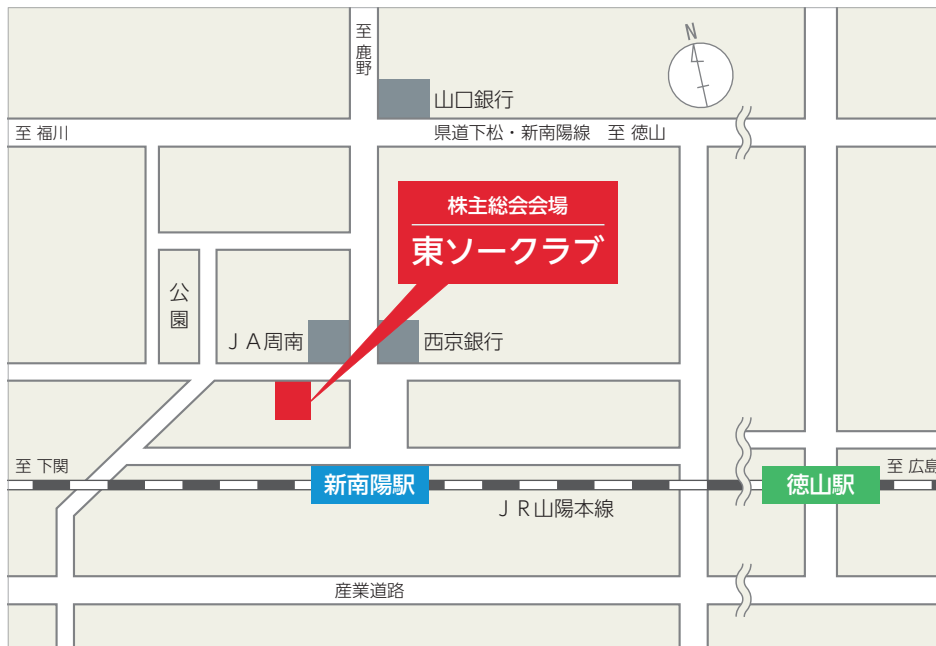 至 鹿野
N
山口銀行
至 福川
県道下松・新南陽線　至 徳山
株主総会会場
東ソークラブ
公園
ＪＡ周南
西京銀行
至 下関
新南陽駅
徳山駅
至 広島
ＪＲ山陽本線
産業道路